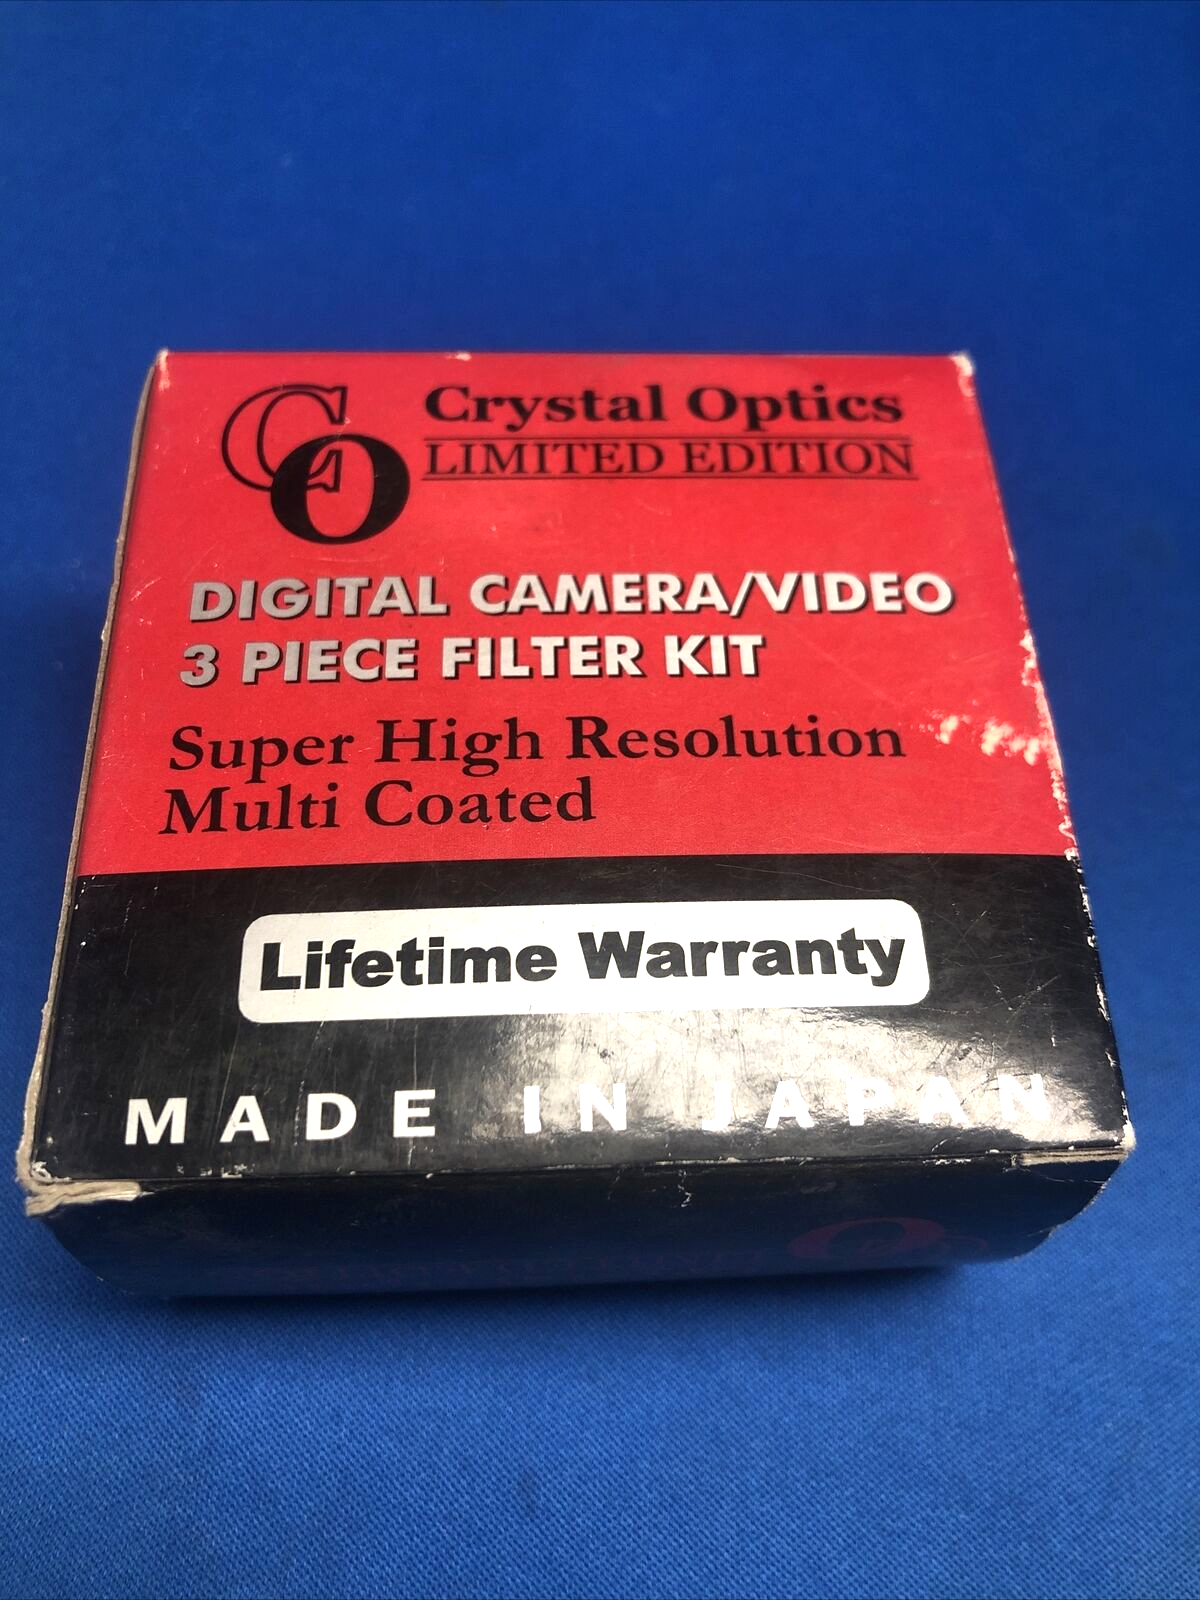 CO
Crystal Optics
LIMITED EDITION
DIGITAL CAMERA/VIDEO
3 PIECE FILTER KIT
Super High Resolution
Multi Coated
Lifetime Warranty
MADE IN JAPAN